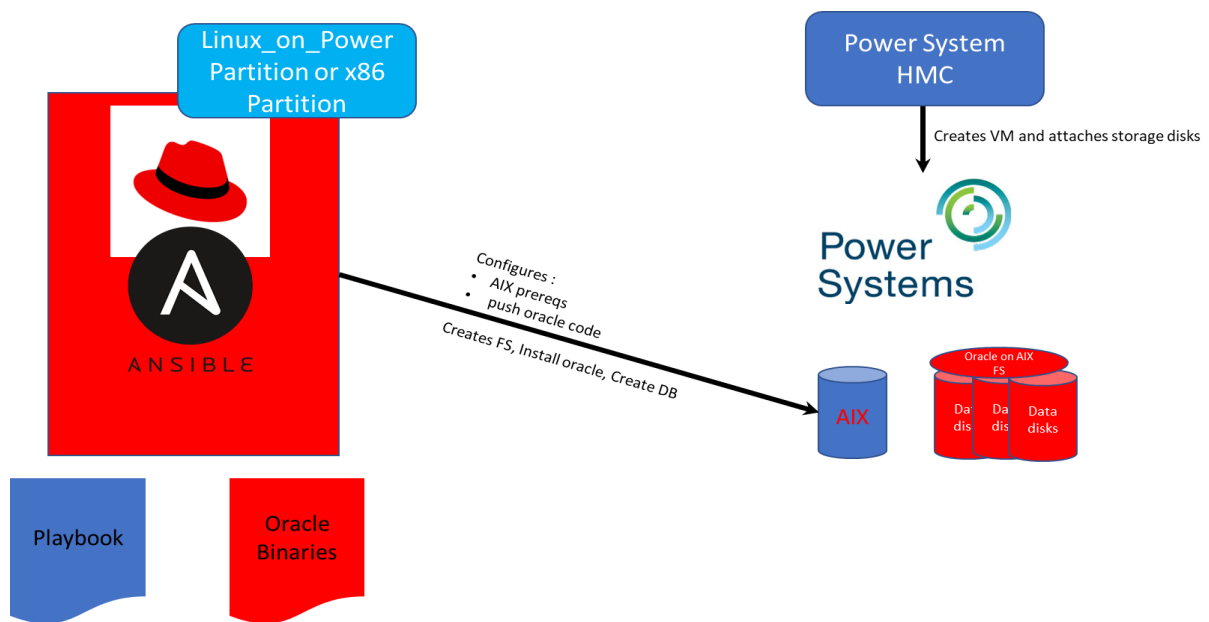 Linux_on_Power
Partition or x86
Partition
Power System
HMC
Creates VM and attaches storage disks
Power
Systems
ANSIBLE
Configures :
• AIX prereqs
• push oracle code
Creates FS, Install oracle, Create DB
AIX
Oracle on AIX
FS
Data
disks
Playbook
Oracle
Binaries